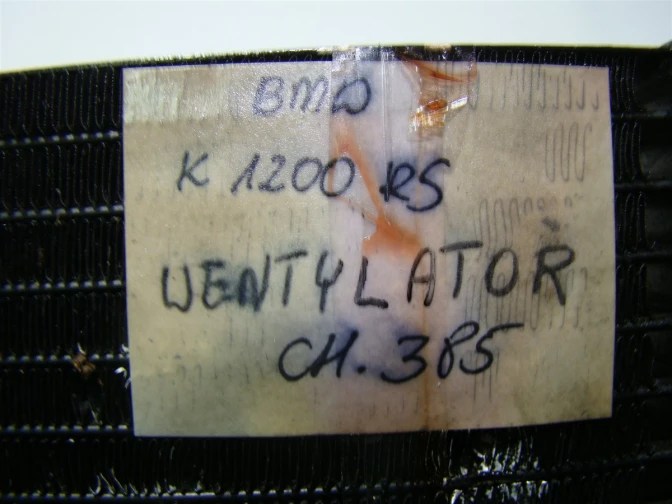 BMW
K 1200 RS
WENTYLATOR
CH. 385